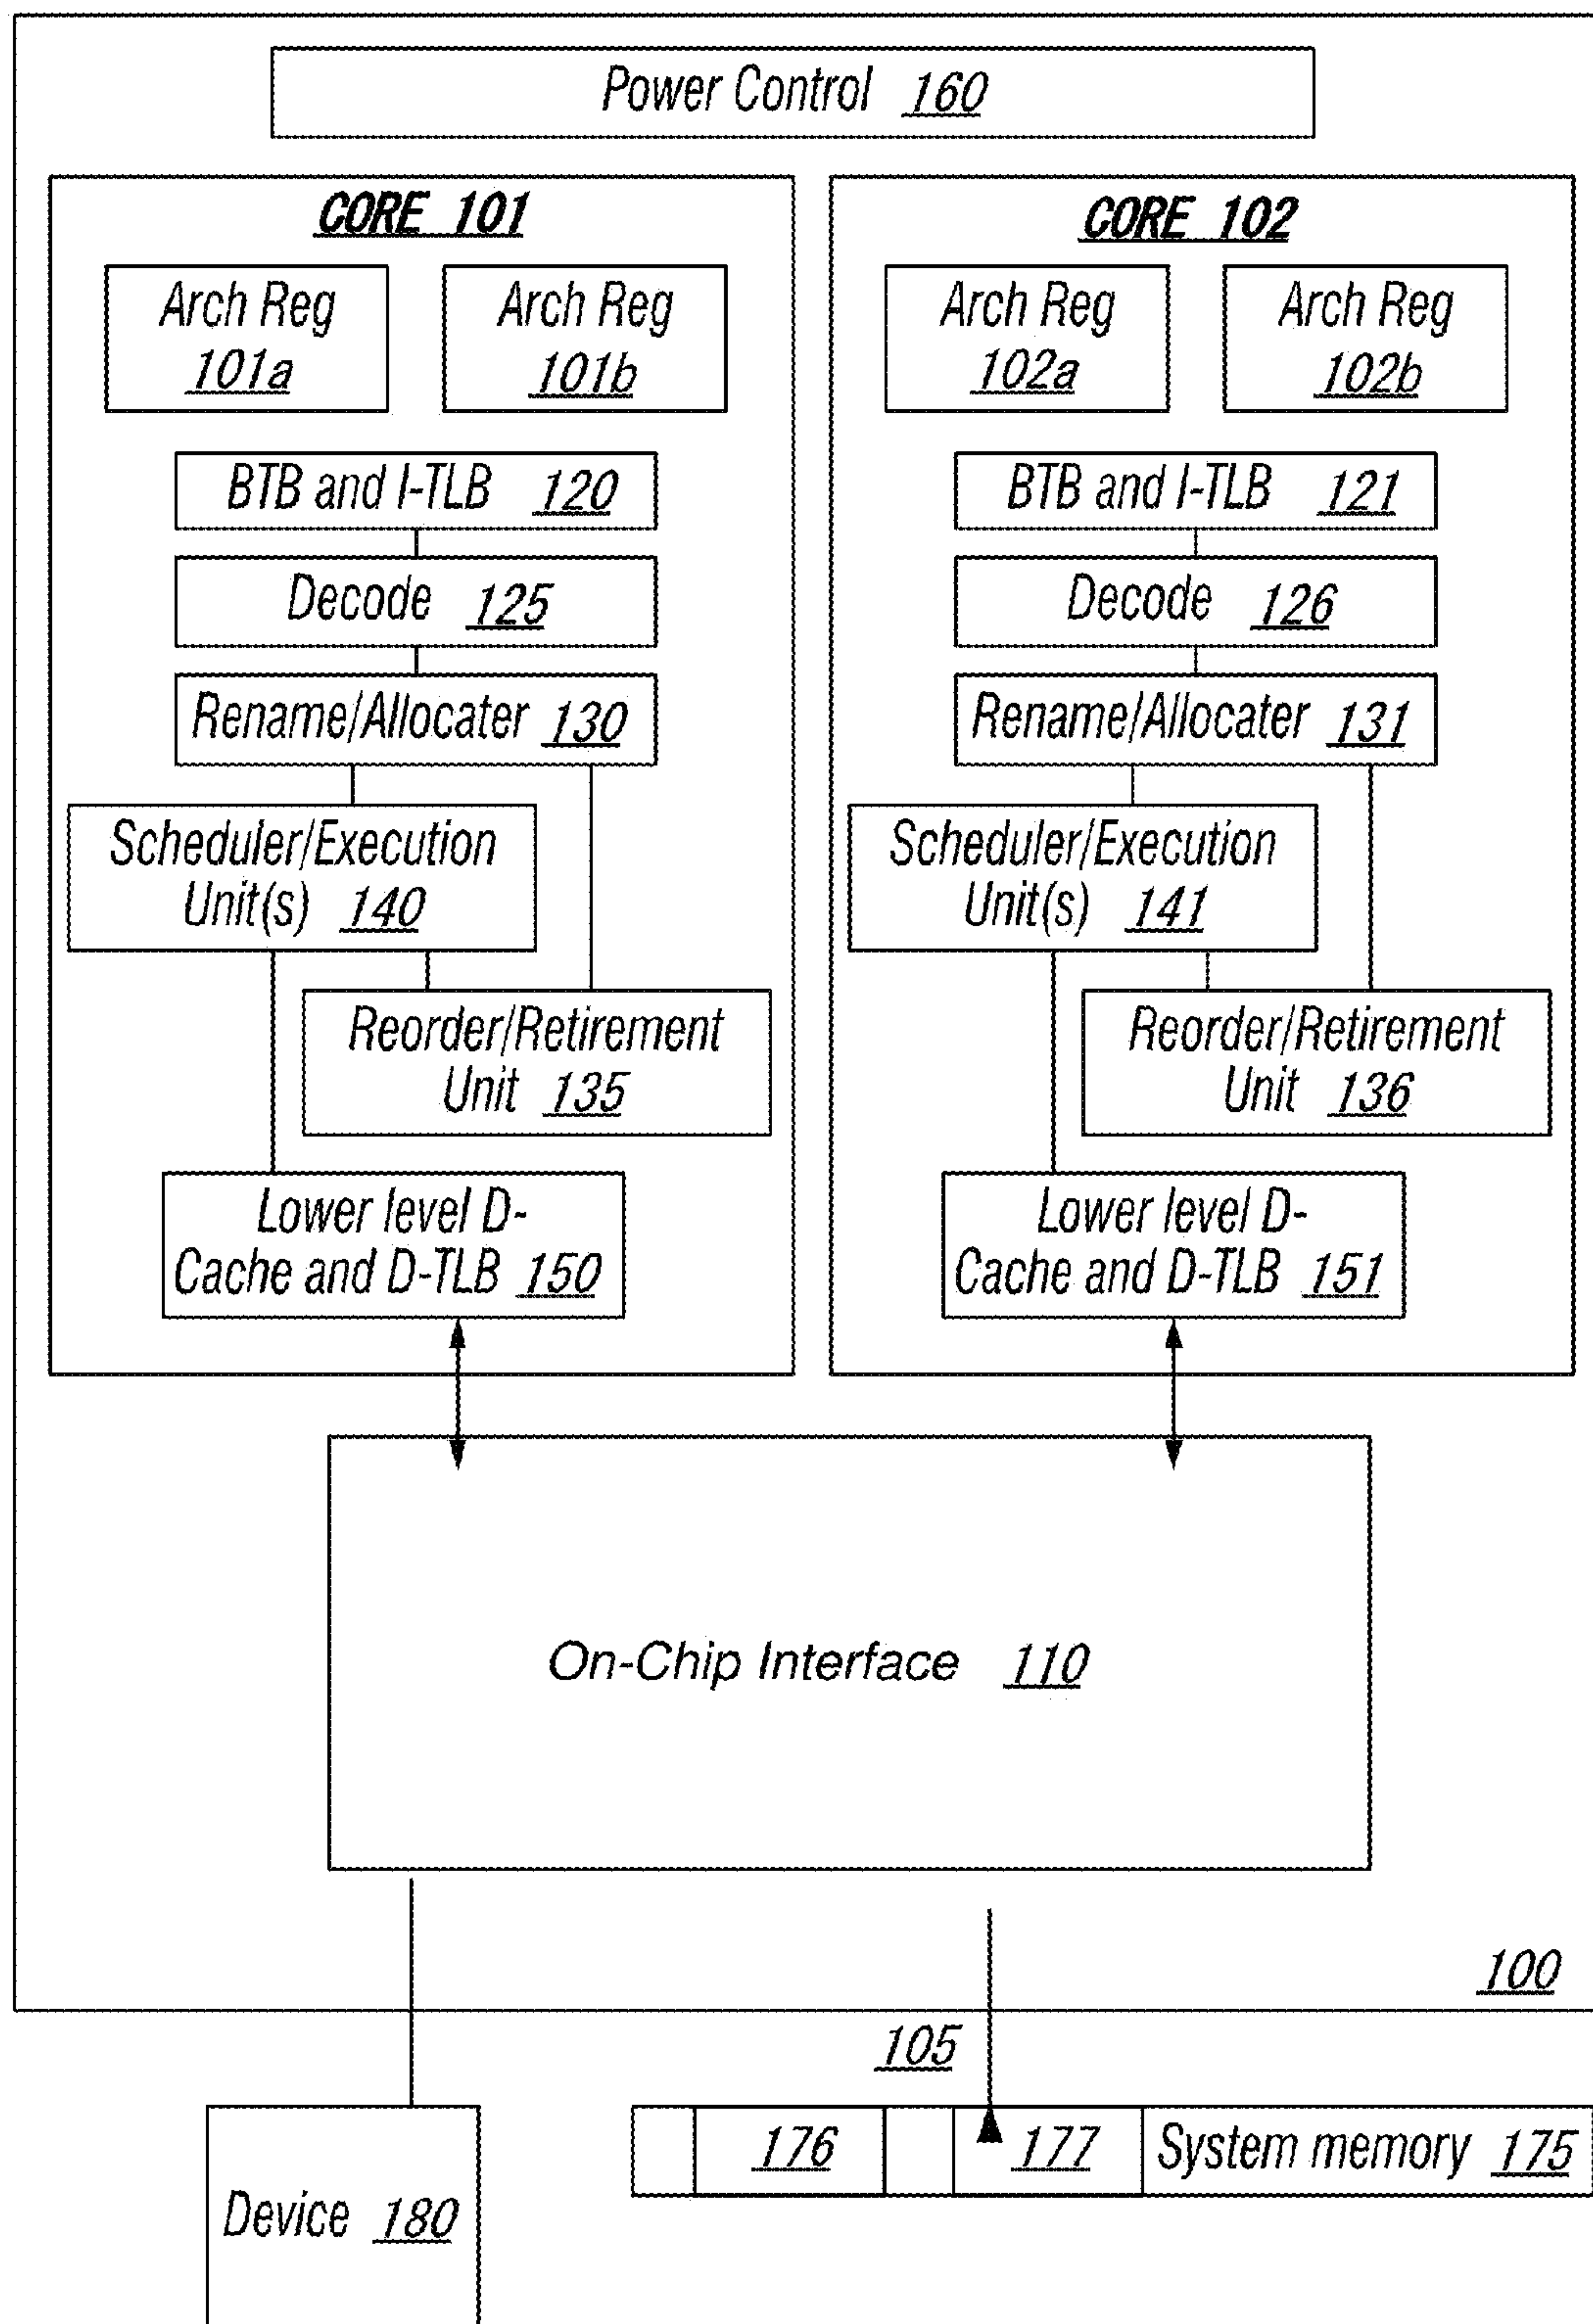 Power Control 160
CORE 101
Arch Reg
101a
Arch Reg
101b
BTB and I-TLB 120
Decode 125
Rename/Allocater 130
Scheduler/Execution
Unit(s) 140
Reorder/Retirement
Unit 135
Lower level D-
Cache and D-TLB 150
CORE 102
Arch Reg
102a
Arch Reg
102b
BTB and I-TLB 121
Decode 126
Rename/Allocater 131
Scheduler/Execution
Unit(s) 141
Reorder/Retirement
Unit 136
Lower level D-
Cache and D-TLB 151
On-Chip Interface 110
100
105
176
177
System memory 175
Device 180